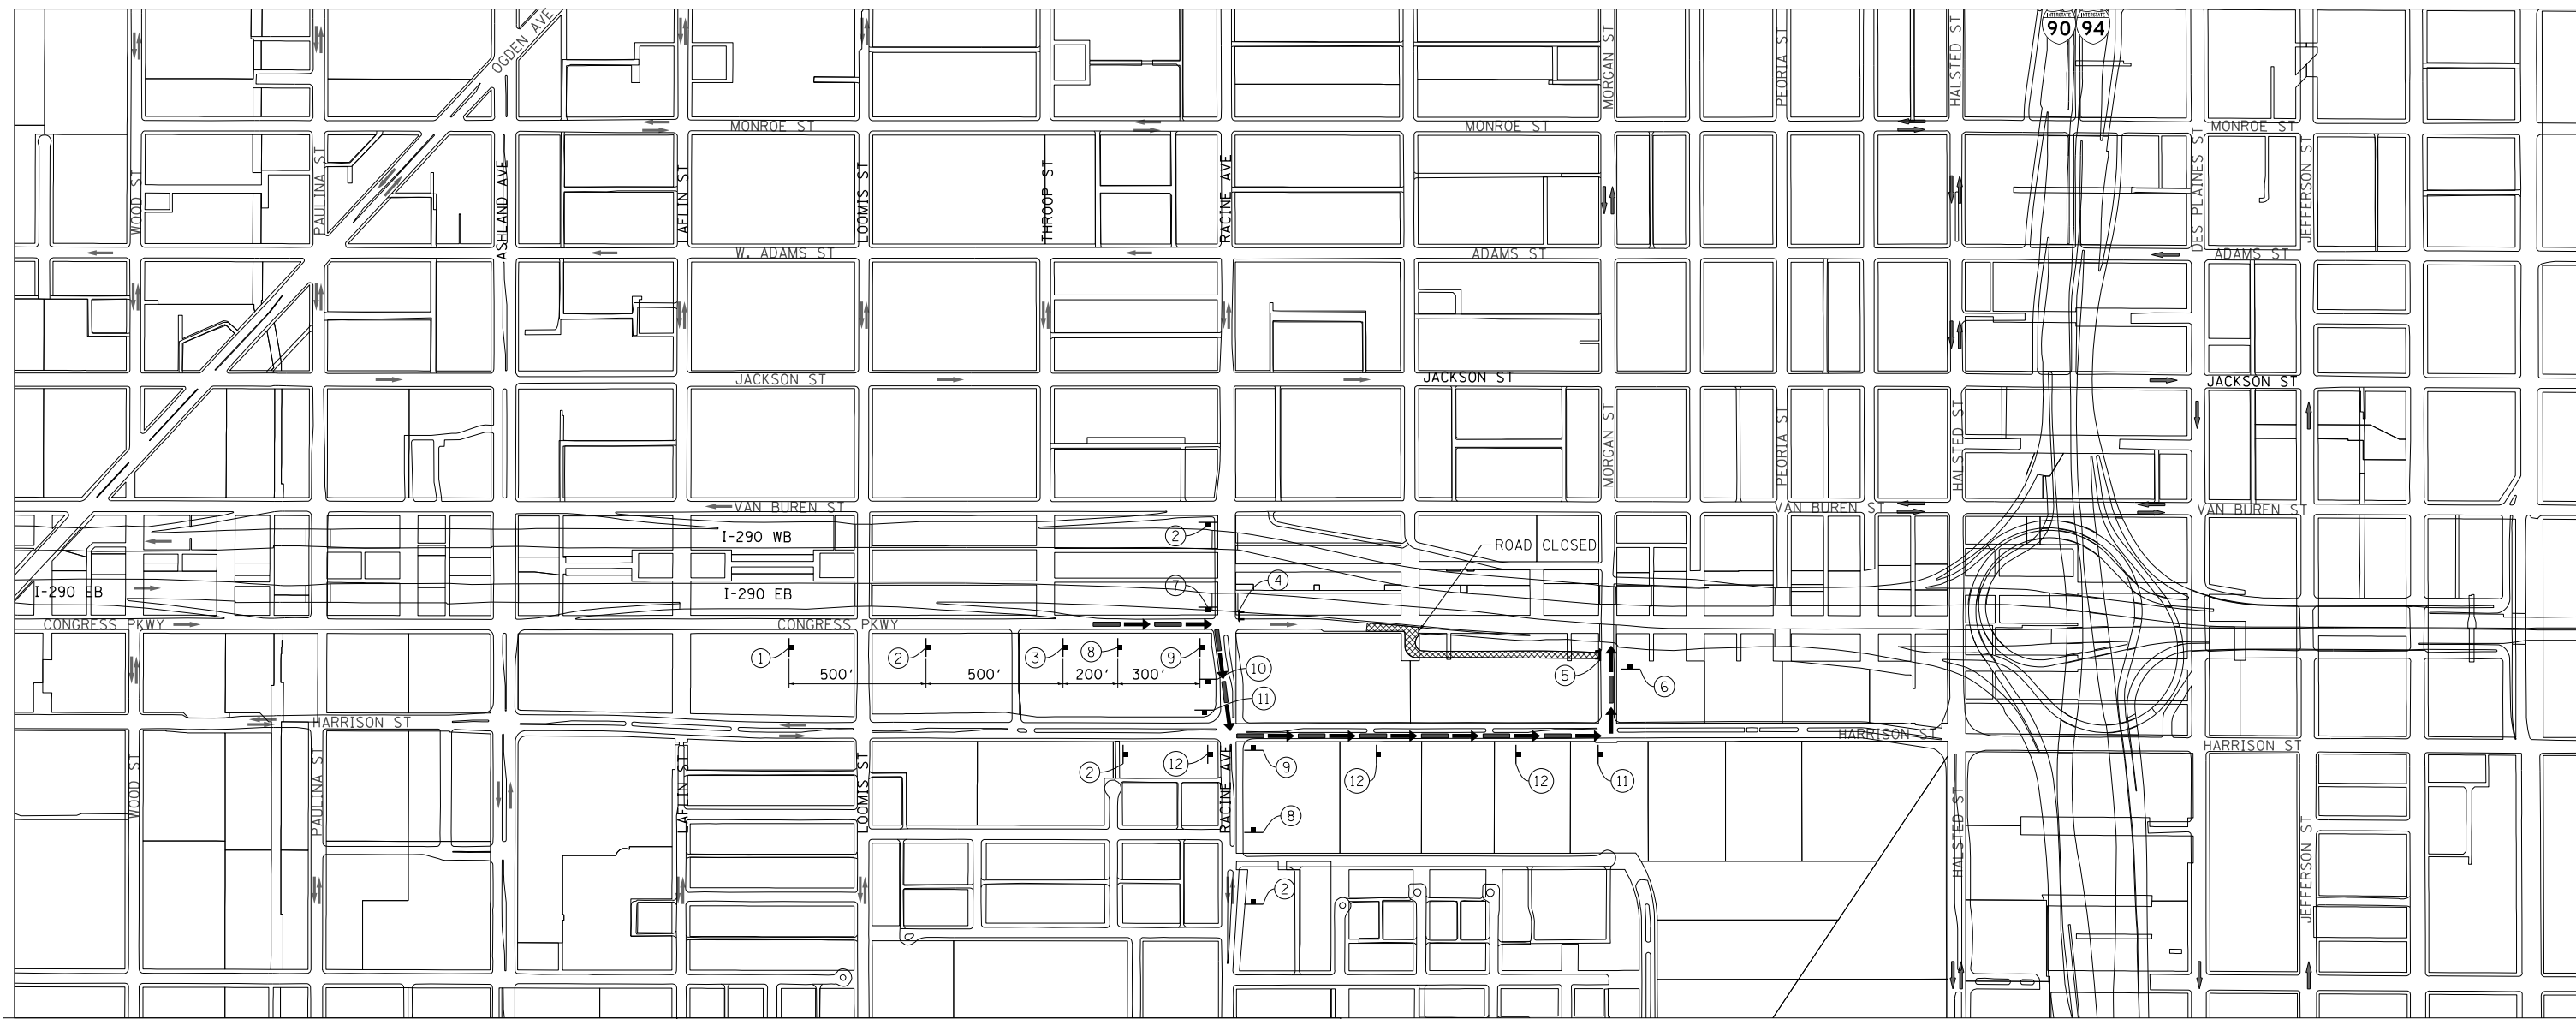 OGDEN AVE
MORGAN ST
PEORIA ST
HALSTED ST
INTERSTATE
90
INTERSTATE
94
MONROE ST
MONROE ST
MONROE ST
WOOD ST
PAULINA ST
ASHLAND AVE
LAFLIN ST
LOOMIS ST
THROOP ST
RACINE AVE
DES PLAINES ST
JEFFERSON ST
W. ADAMS ST
ADAMS ST
ADAMS ST
JACKSON ST
JACKSON ST
JACKSON ST
MORGAN ST
PEORIA ST
HALSTED ST
VAN BUREN ST
VAN BUREN ST
VAN BUREN ST
I-290 WB
2
ROAD CLOSED
I-290 EB
I-290 EB
7
4
CONGRESS PKWY
CONGRESS PKWY
1
2
3
8
9
10
5
6
500'
500'
200'
300'
11
HARRISON ST
HARRISON ST
HARRISON ST
WOOD ST
PAULINA ST
LAFLIN ST
LOOMIS ST
RACINE AVE
2
12
9
12
12
11
8
2
HALSTED ST
JEFFERSON ST